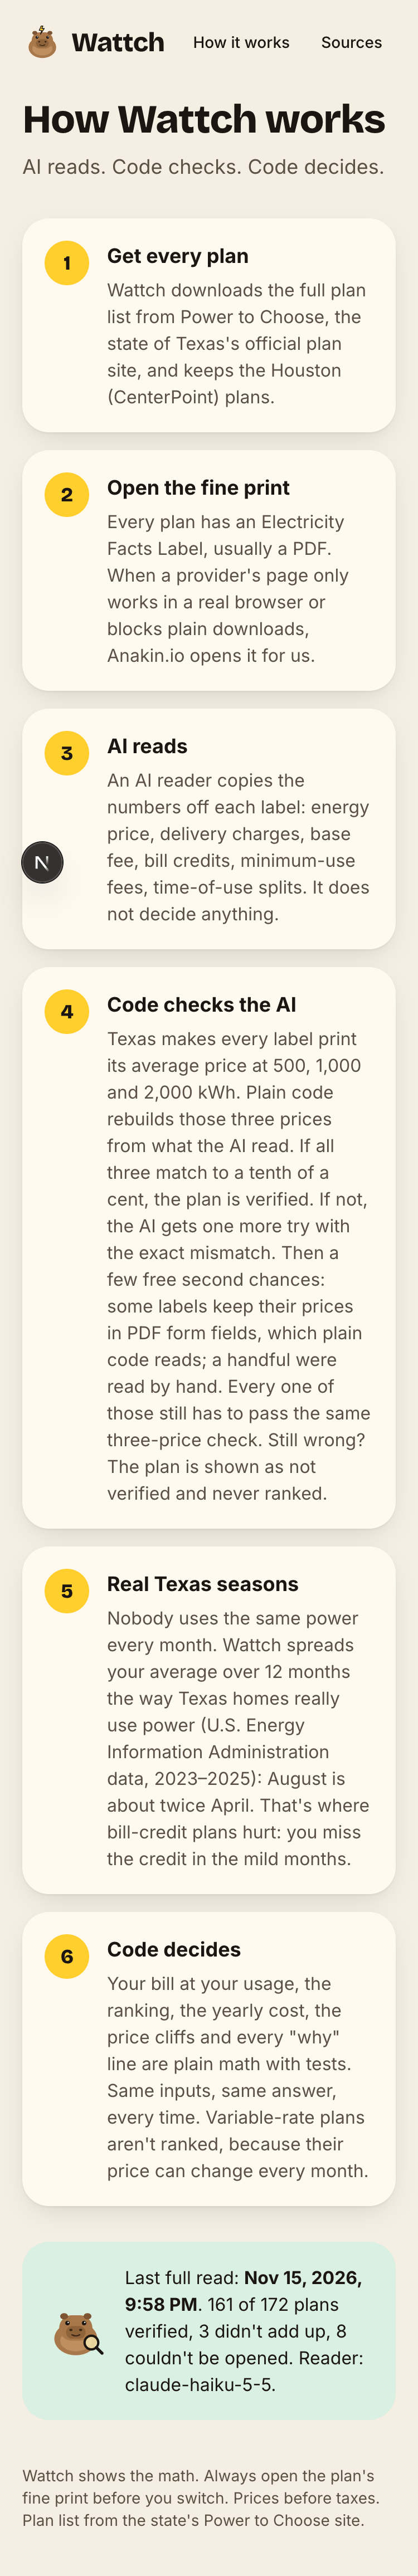 Wattch How it works Sources
How Wattch works
AI reads. Code checks. Code decides.
1 Get every plan
Wattch downloads the full plan
list from Power to Choose, the
state of Texas's official plan
site, and keeps the Houston
(CenterPoint) plans.
2 Open the fine print
Every plan has an Electricity
Facts Label, usually a PDF.
When a provider's page only
works in a real browser or
blocks plain downloads,
Anakin.io opens it for us.
3 AI reads
An AI reader copies the
numbers off each label: energy
price, delivery charges, base
fee, bill credits, minimum-use
fees, time-of-use splits. It does
not decide anything.
N
4 Code checks the AI
Texas makes every label print
its average price at 500, 1,000
and 2,000 kWh. Plain code
rebuilds those three prices
from what the AI read. If all
three match to a tenth of a
cent, the plan is verified. If not,
the AI gets one more try with
the exact mismatch. Then a
few free second chances:
some labels keep their prices
in PDF form fields, which plain
code reads; a handful were
read by hand. Every one of
those still has to pass the same
three-price check. Still wrong?
The plan is shown as not
verified and never ranked.
5 Real Texas seasons
Nobody uses the same power
every month. Wattch spreads
your average over 12 months
the way Texas homes really
use power (U.S. Energy
Information Administration
data, 2023–2025): August is
about twice April. That's where
bill-credit plans hurt: you miss
the credit in the mild months.
6 Code decides
Your bill at your usage, the
ranking, the yearly cost, the
price cliffs and every "why"
line are plain math with tests.
Same inputs, same answer,
every time. Variable-rate plans
aren't ranked, because their
price can change every month.
Last full read: Nov 15, 2026,
9:58 PM. 161 of 172 plans
verified, 3 didn't add up, 8
couldn't be opened. Reader:
claude-haiku-5-5.
Wattch shows the math. Always open the plan's
fine print before you switch. Prices before taxes.
Plan list from the state's Power to Choose site.